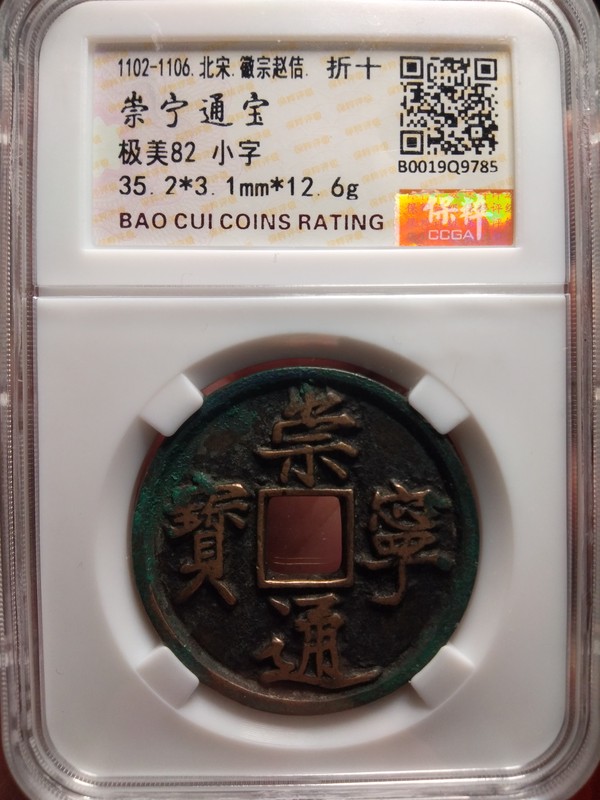 1102-1106.北宋.徽宗赵佶. 折十
崇宁通宝
极美82 小字
35.2*3.1mm*12.6g
BAO CUI COINS RATING
B0019Q9785
保粹
CCGA
崇寧通寳